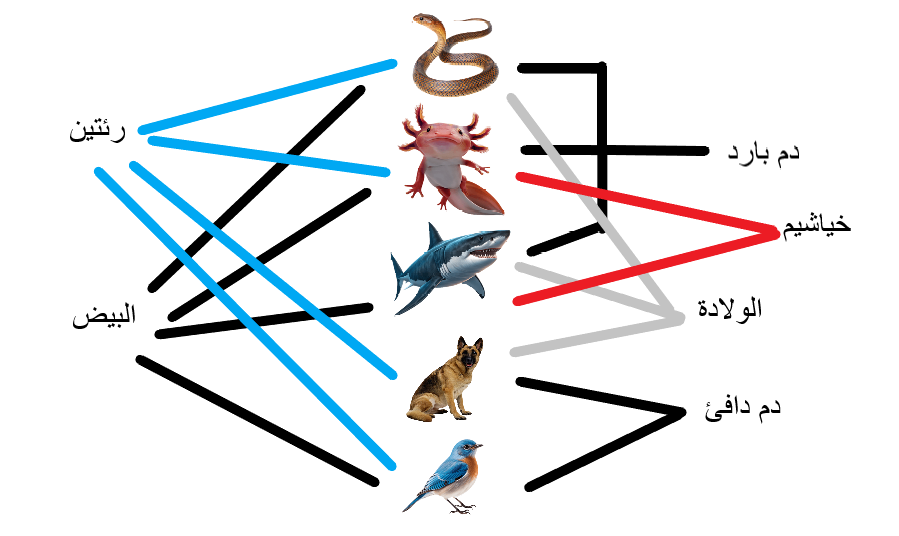 رئتين
دم بارد
خياشيم
البيض
الولادة
دم دافئ